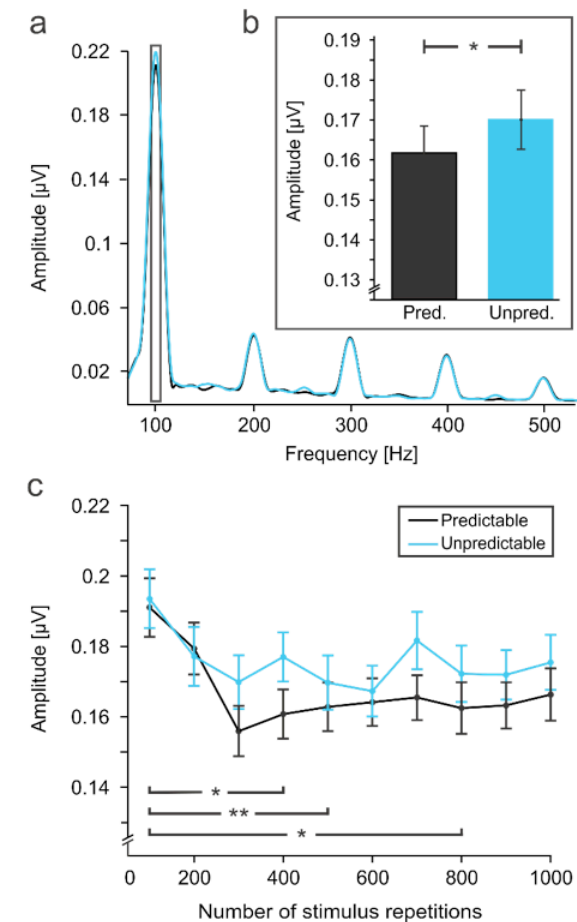 a
0.22
0.18
0.14
0.1
0.06
0.02
Amplitude [µV]
100
200
300
400
500
Frequency [Hz]
b
0.19
0.18
0.17
0.16
0.15
0.14
0.13
Amplitude [µV]
*
Pred.
Unpred.
c
0.22
0.2
0.18
0.16
0.14
Amplitude [µV]
Predictable
Unpredictable
*
**
*
0
200
400
600
800
1000
Number of stimulus repetitions